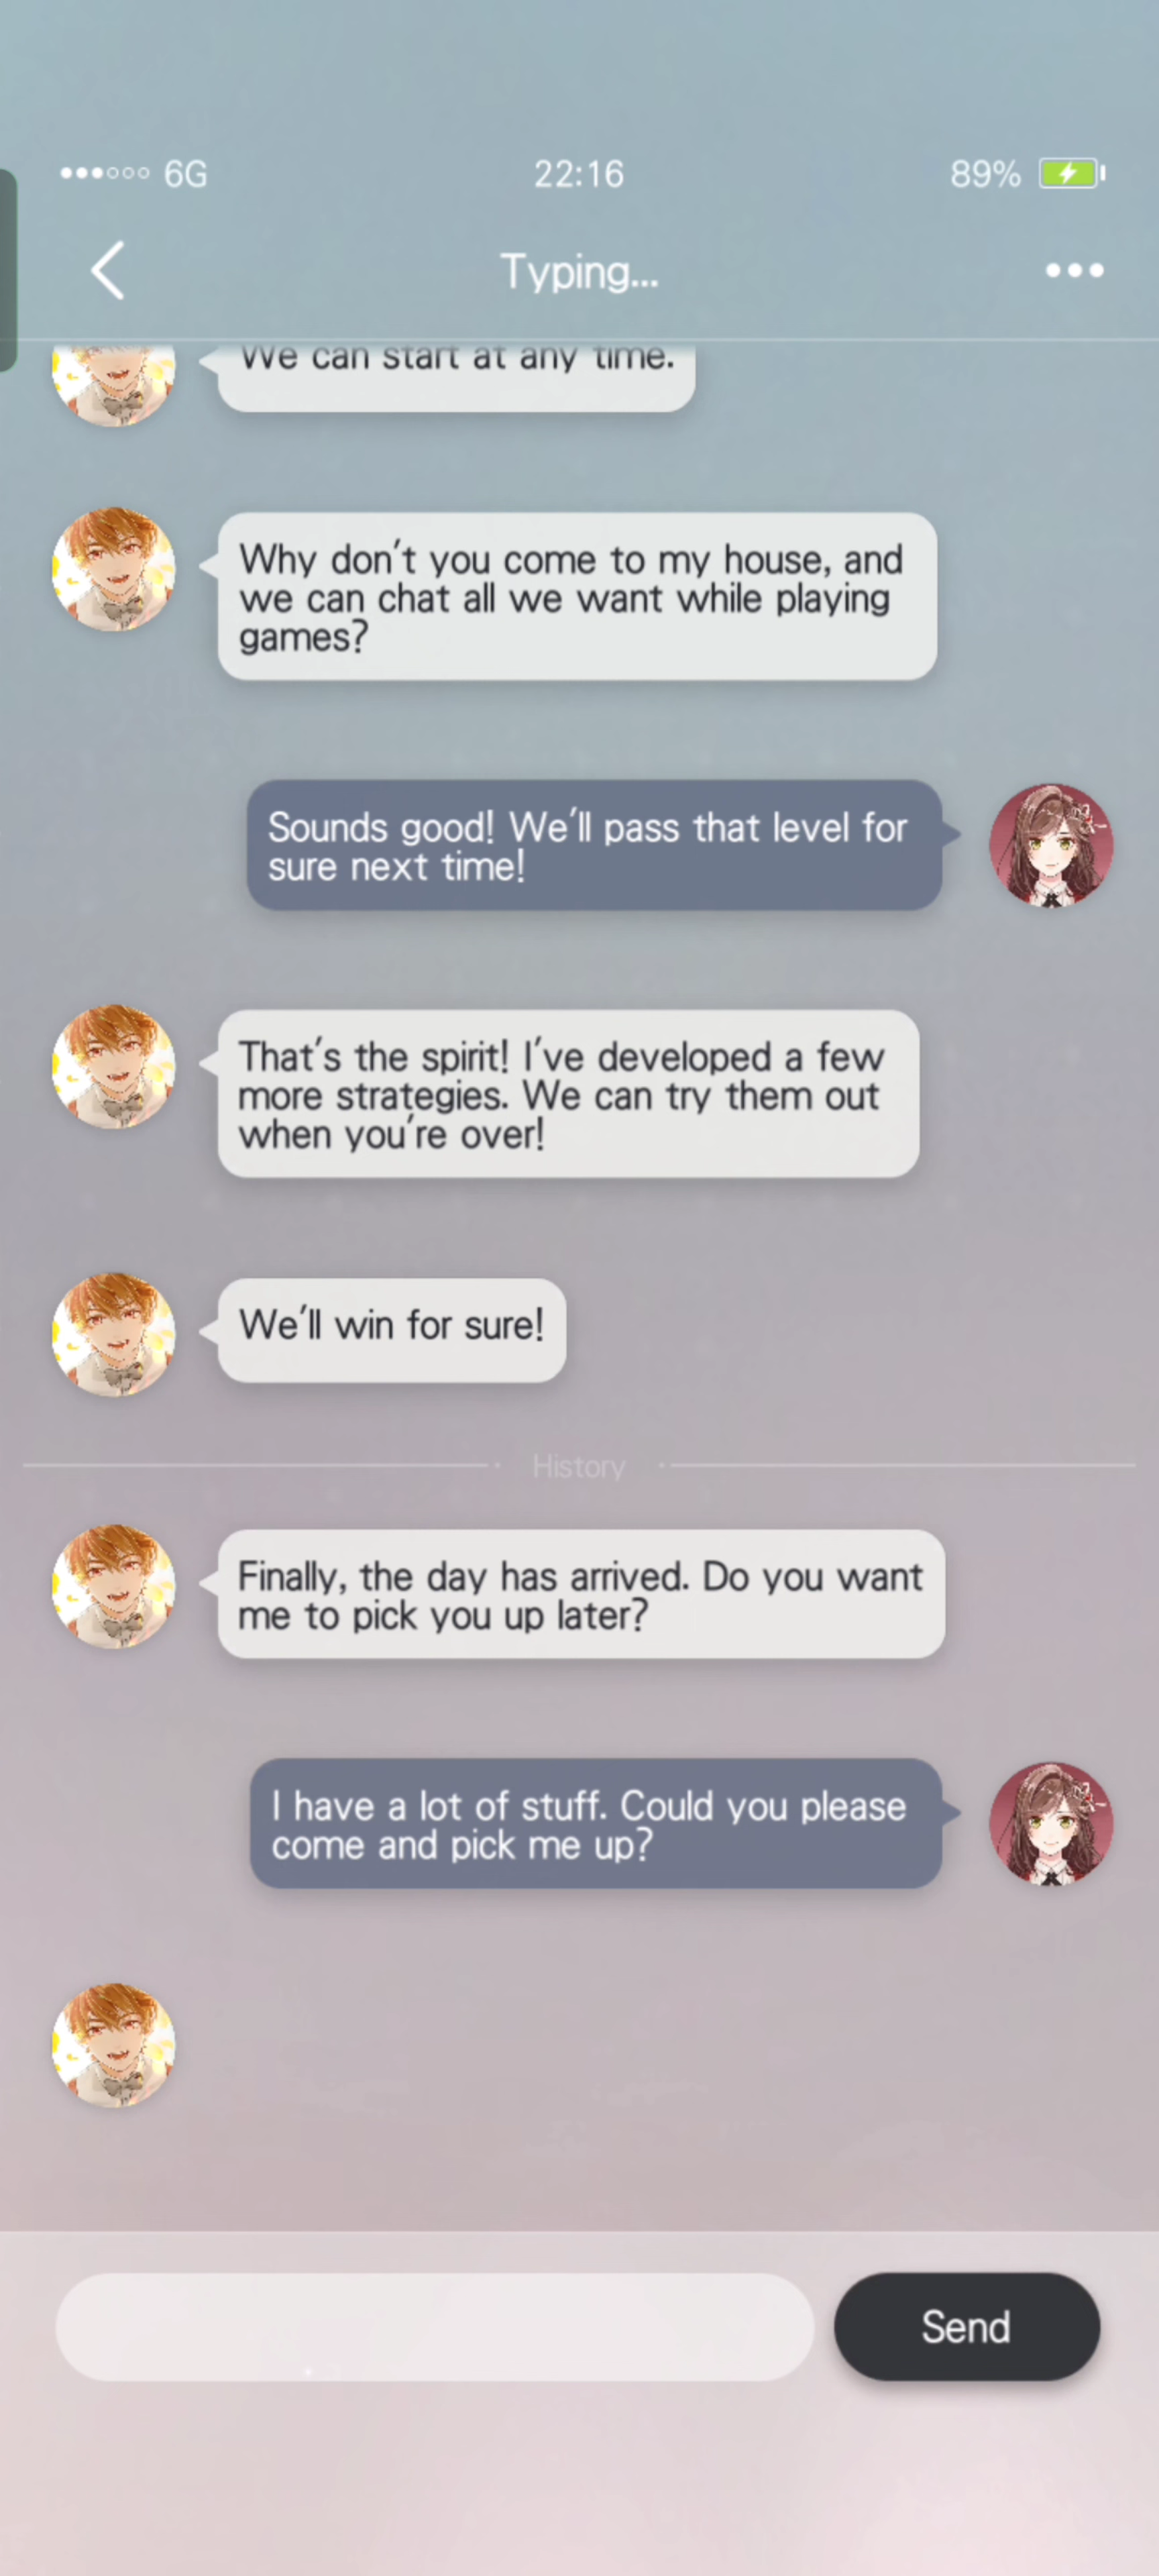 6G 22:16 89%
Typing...
We can start at any time.
Why don't you come to my house, and
we can chat all we want while playing
games?
Sounds good! We'll pass that level for
sure next time!
That's the spirit! I've developed a few
more strategies. We can try them out
when you're over!
We'll win for sure!
History
Finally, the day has arrived. Do you want
me to pick you up later?
I have a lot of stuff. Could you please
come and pick me up?
Send